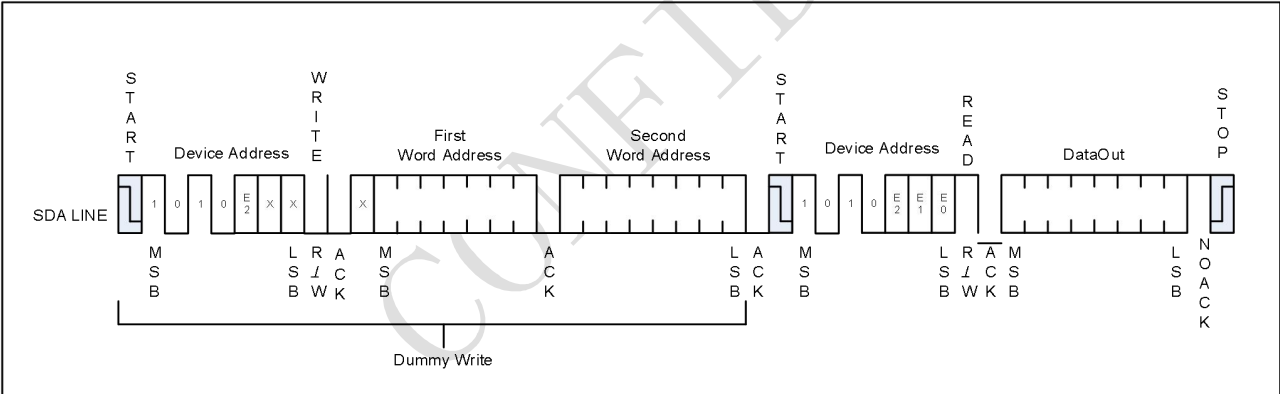 CONFI
START
WRITE
START
READ
STOP
Device Address
First
Word Address
Second
Word Address
Device Address
DataOut
SDA LINE
1 0 1 0 E2 X X
X
1 0 1 0 E2 E1 E0
MSB
LSB
R/W
ACK
MSB
ACK
LSB
ACK
MSB
LSB
R/W
ACK
MSB
LSB
NOACK
Dummy Write